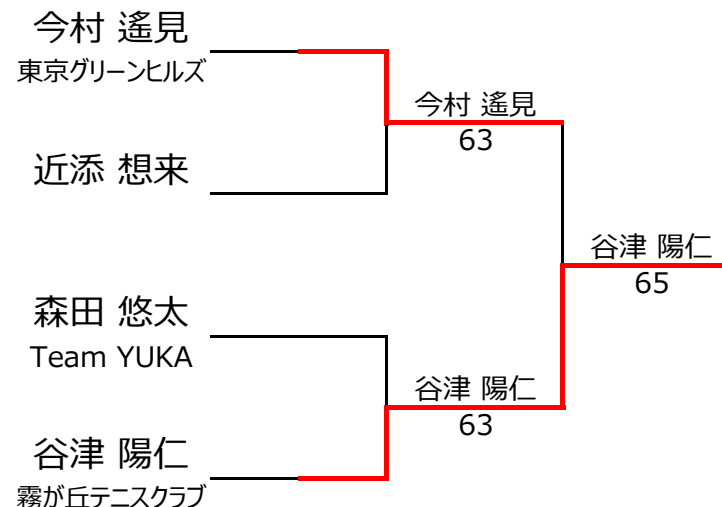 今村 遙見
東京グリーンヒルズ
今村 遙見
63
近添 想来
谷津 陽仁
65
森田 悠太
Team YUKA
谷津 陽仁
63
谷津 陽仁
霧が丘テニスクラブ